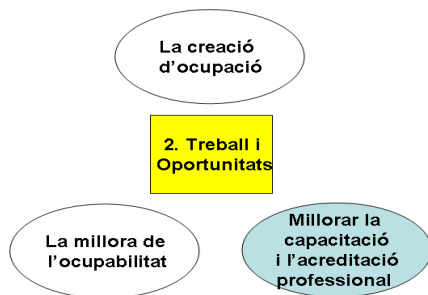 La creació
d'ocupació
2. Treball i
Oportunitats
La millora de
l'ocupabilitat
Millorar la
capacitació
i l'acreditació
professional